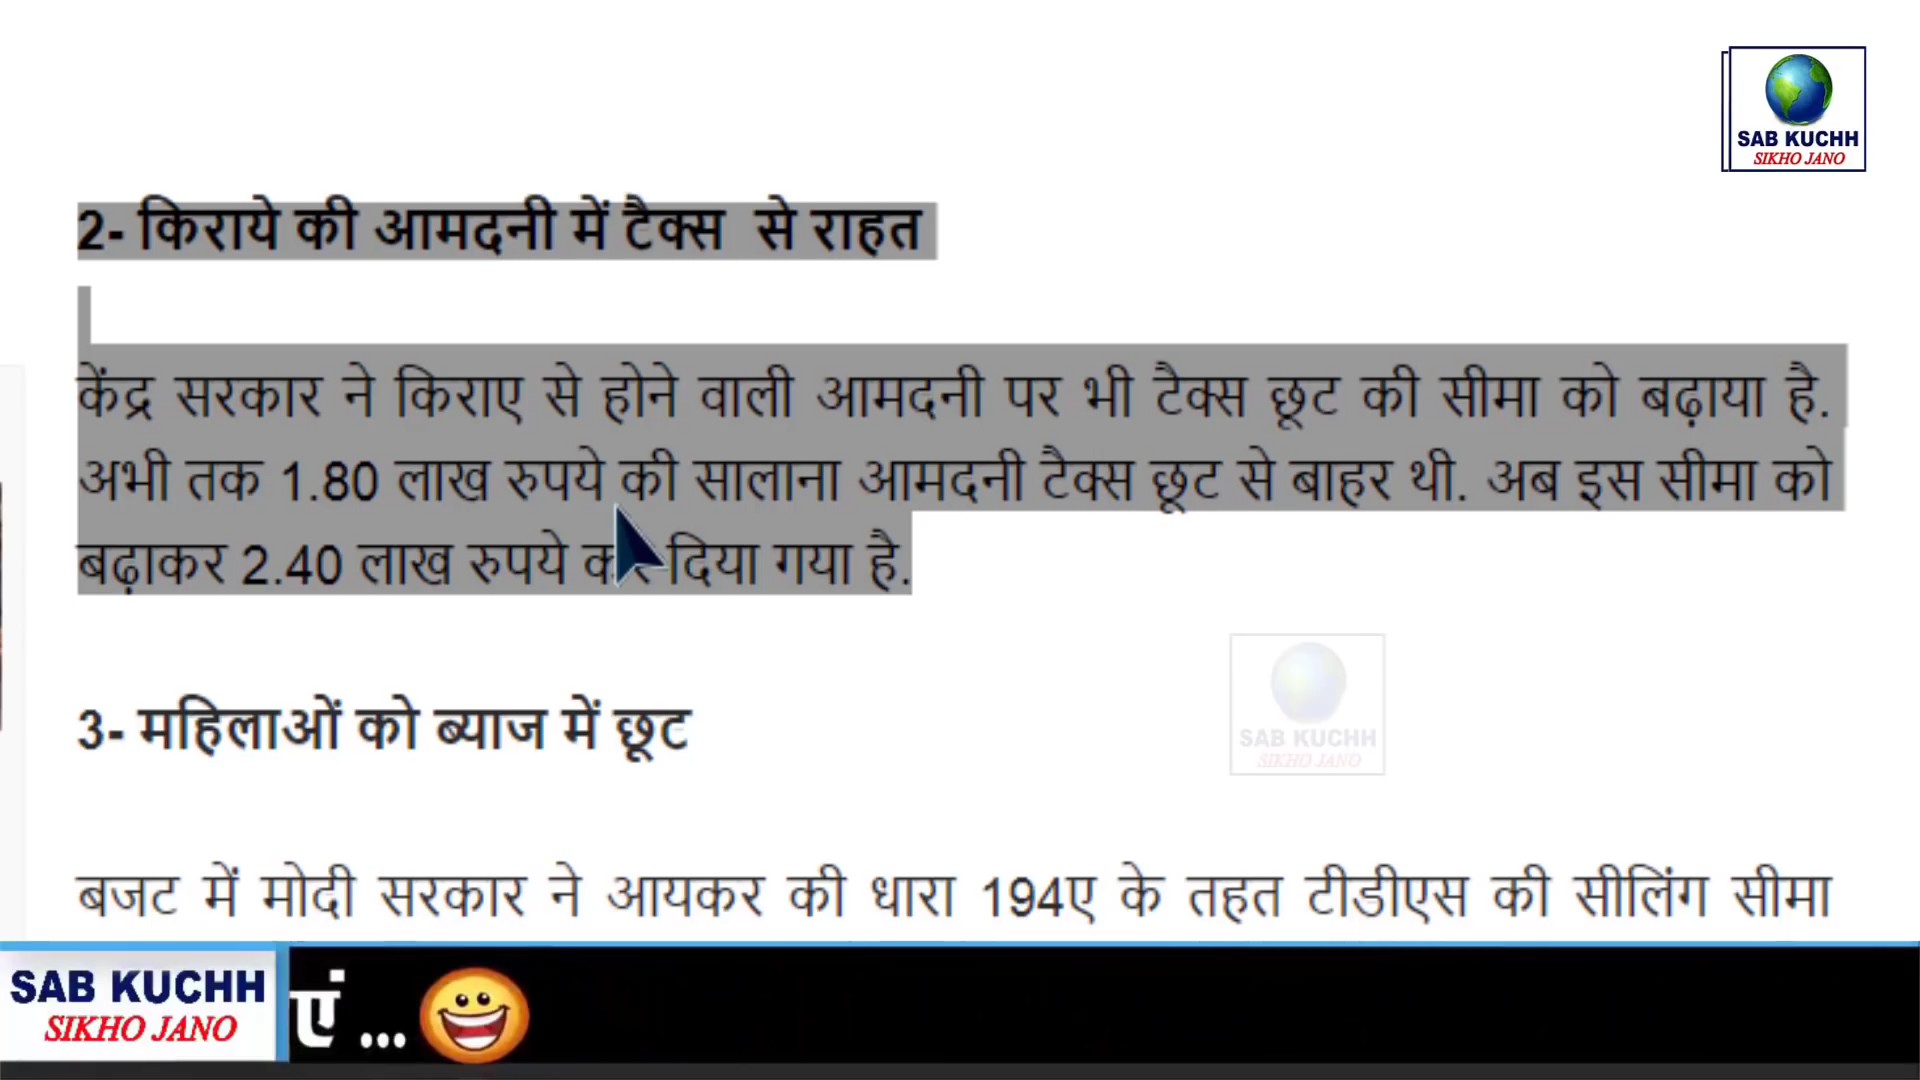 SAB KUCHH
SIKHO JANO
2- किराये की आमदनी में टैक्स से राहत
केंद्र सरकार ने किराए से होने वाली आमदनी पर भी टैक्स छूट की सीमा को बढ़ाया है.
अभी तक 1.80 लाख रुपये की सालाना आमदनी टैक्स छूट से बाहर थी. अब इस सीमा को
बढ़ाकर 2.40 लाख रुपये कर दिया गया है.
SAB KUCHH
SIKHO JANO
3- महिलाओं को ब्याज में छूट
बजट में मोदी सरकार ने आयकर की धारा 194ए के तहत टीडीएस की सीलिंग सीमा
SAB KUCHH
SIKHO JANO
एं ...